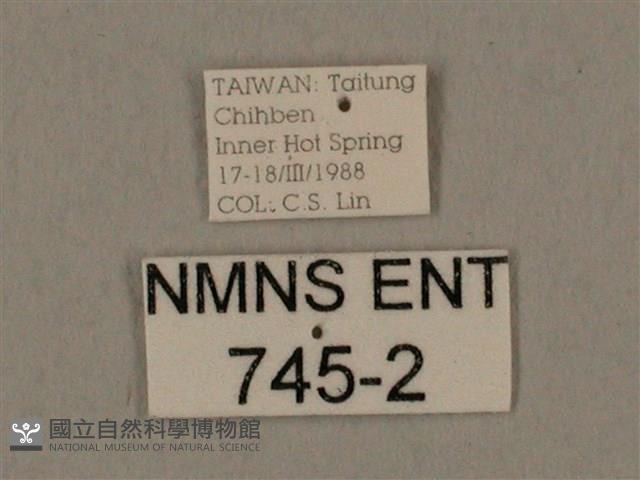 TAIWAN: Taitung
Chihben
Inner Hot Spring
17-18/III/1988
COL: C.S. Lin
NMNS ENT
745-2
國立自然科學博物館
NATIONAL MUSEUM OF NATURAL SCIENCE